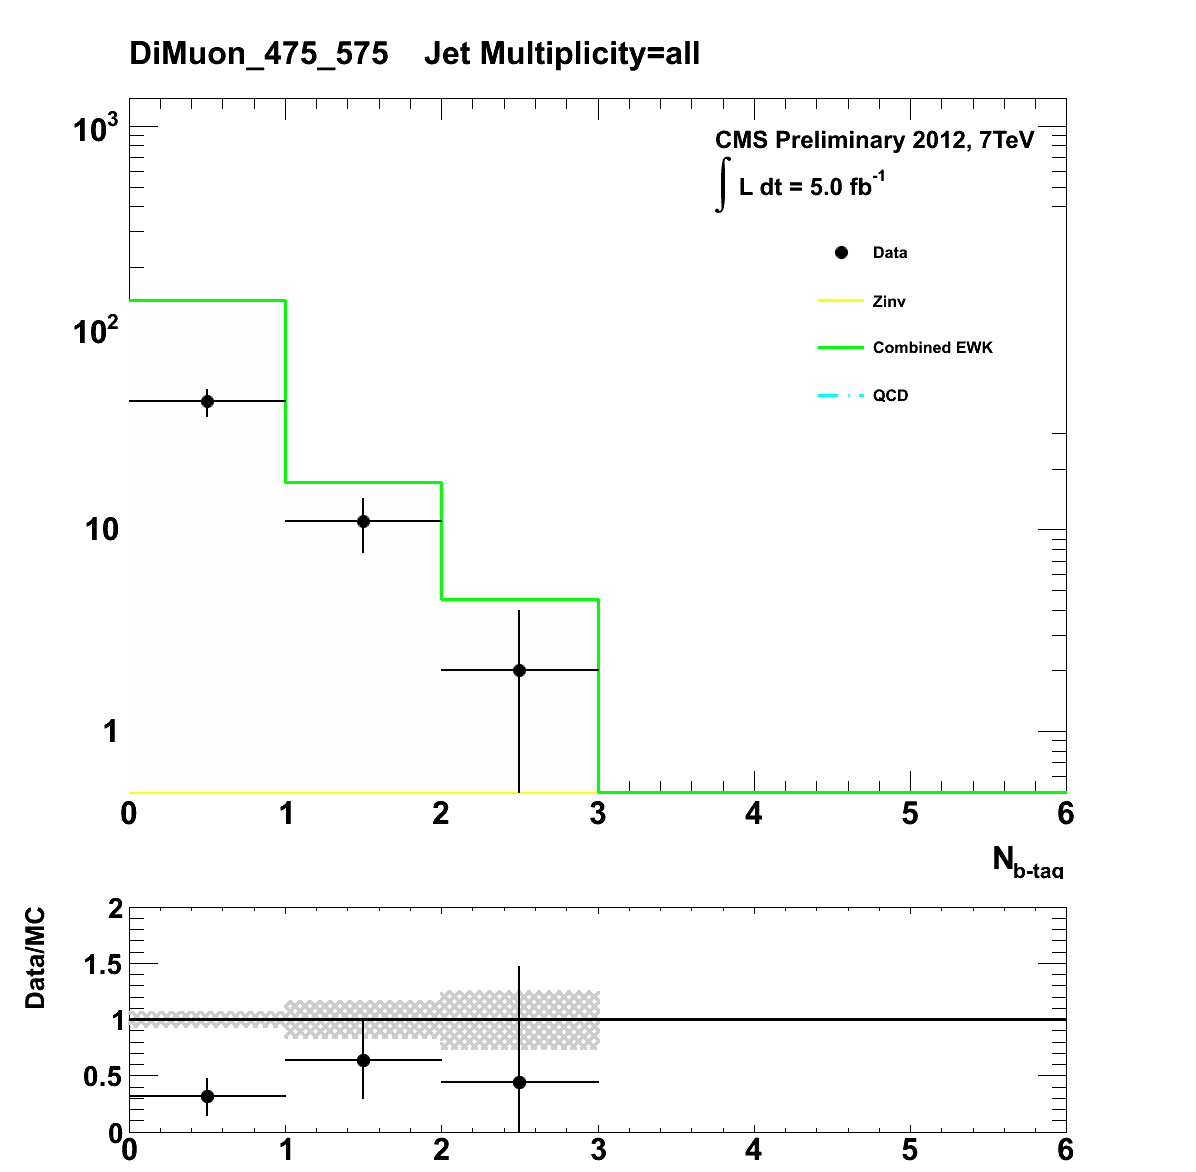 DiMuon_475_575 Jet Multiplicity=all
10³
CMS Preliminary 2012, 7TeV
∫ L dt = 5.0 fb⁻¹
Data
Zinv
10²
Combined EWK
QCD
10
1
0 1 2 3 4 5 6
N_b-tag
Data/MC
2
1.5
1
0.5
0
0 1 2 3 4 5 6